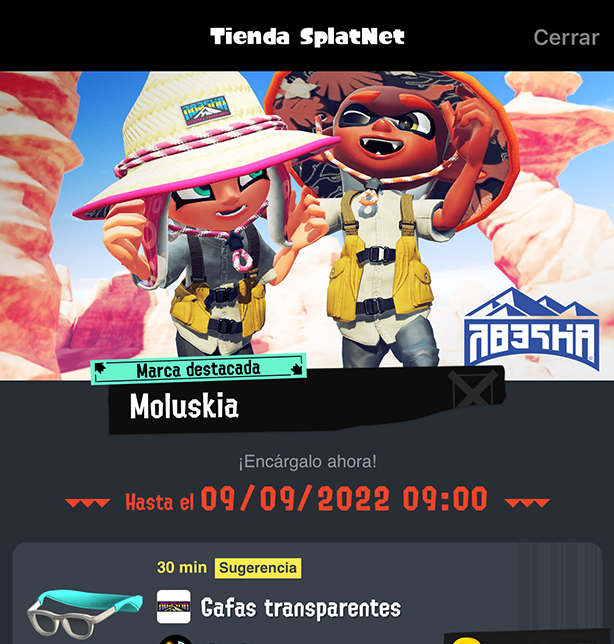 Tienda SplatNet
Cerrar
Marca destacada
Moluskia
¡Encárgalo ahora!
Hasta el 09/09/2022 09:00
30 min Sugerencia
Gafas transparentes